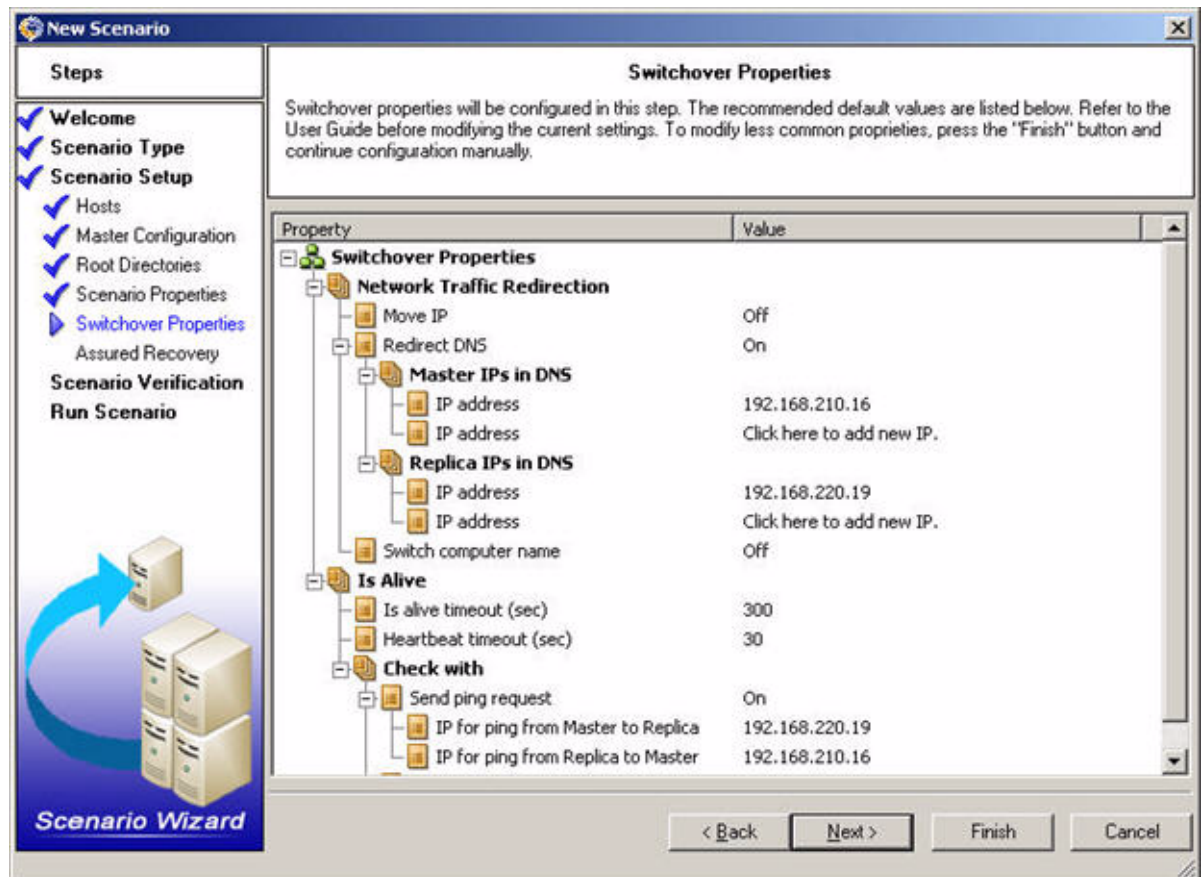 New Scenario
Steps
Welcome
Scenario Type
Scenario Setup
Hosts
Master Configuration
Root Directories
Scenario Properties
Switchover Properties
Assured Recovery
Scenario Verification
Run Scenario
Scenario Wizard
Switchover Properties
Switchover properties will be configured in this step. The recommended default values are listed below. Refer to the
User Guide before modifying the current settings. To modify less common proprieties, press the "Finish" button and
continue configuration manually.
Property Value
Switchover Properties
Network Traffic Redirection
Move IP Off
Redirect DNS On
Master IPs in DNS
IP address 192.168.210.16
IP address Click here to add new IP.
Replica IPs in DNS
IP address 192.168.220.19
IP address Click here to add new IP.
Switch computer name Off
Is Alive
Is alive timeout (sec) 300
Heartbeat timeout (sec) 30
Check with
Send ping request On
IP for ping from Master to Replica 192.168.220.19
IP for ping from Replica to Master 192.168.210.16
< Back Next > Finish Cancel